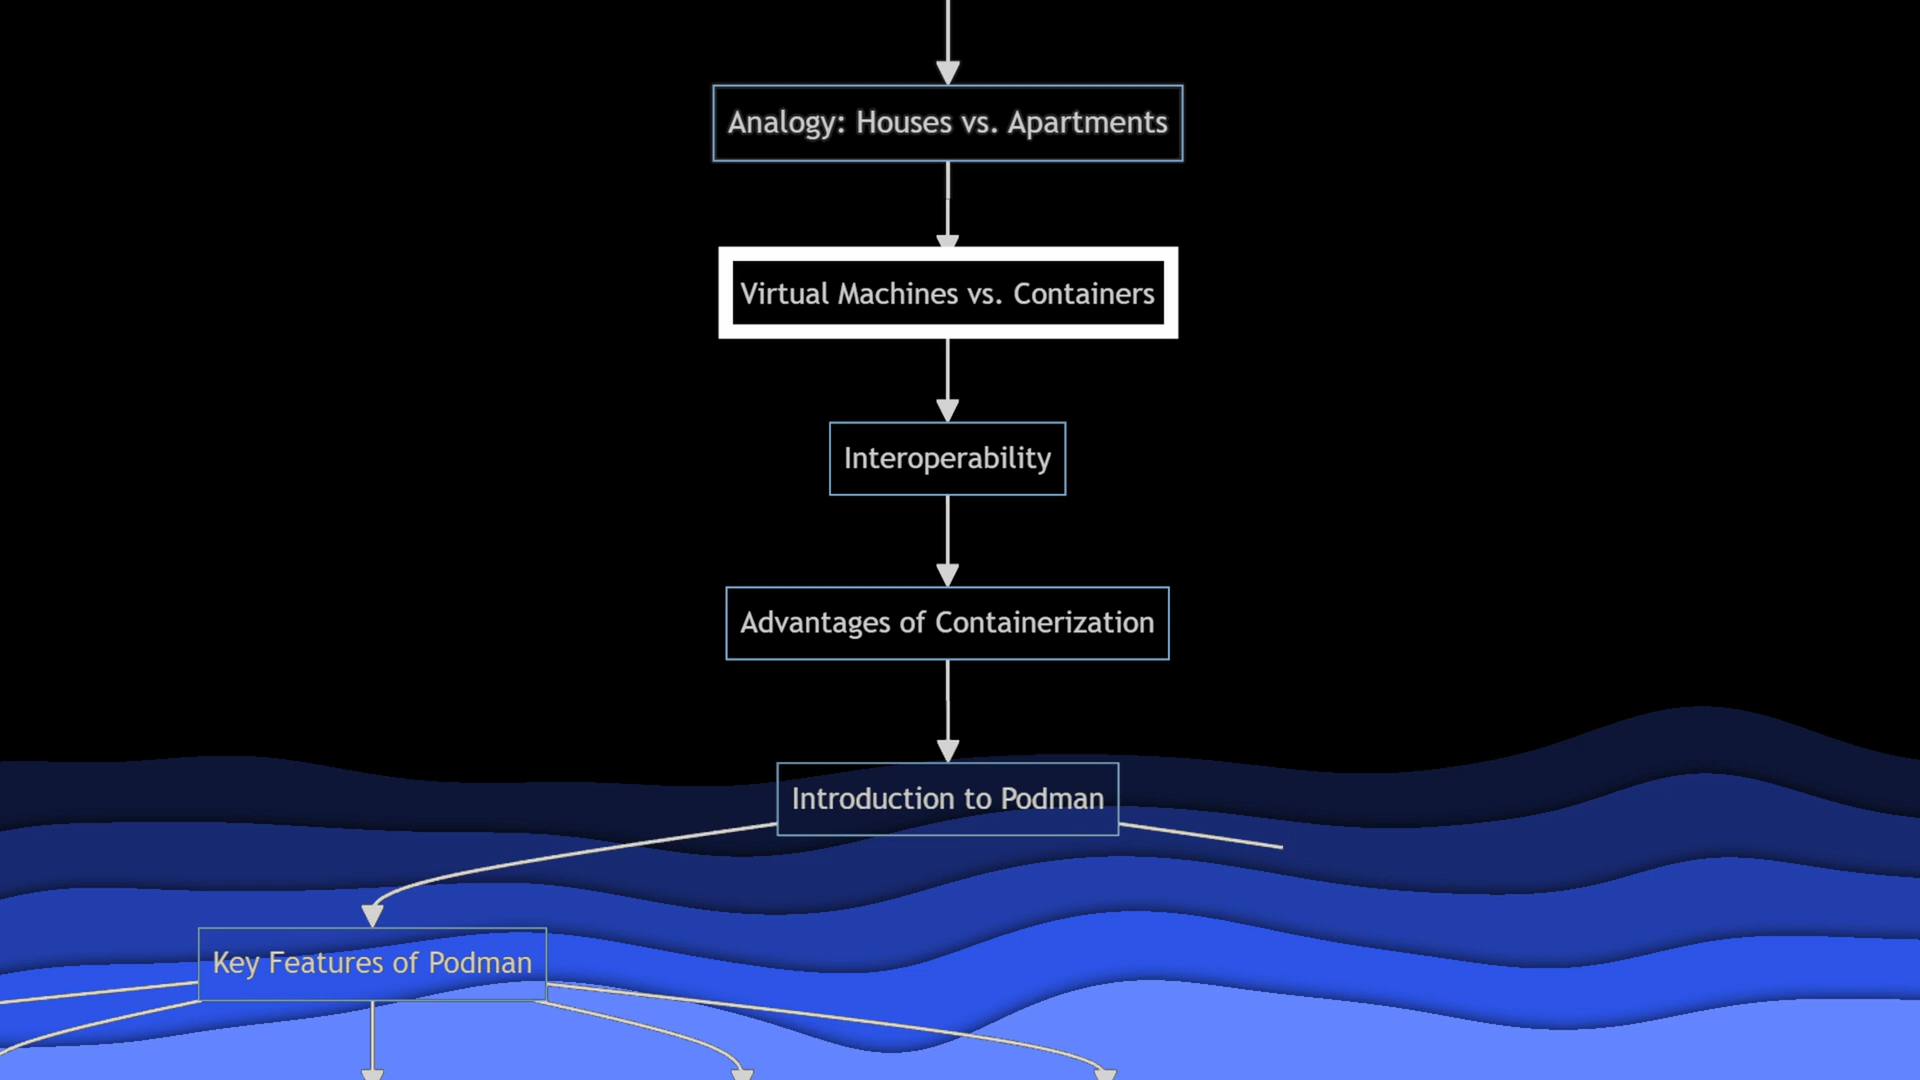 Analogy: Houses vs. Apartments
Virtual Machines vs. Containers
Interoperability
Advantages of Containerization
Introduction to Podman
Key Features of Podman